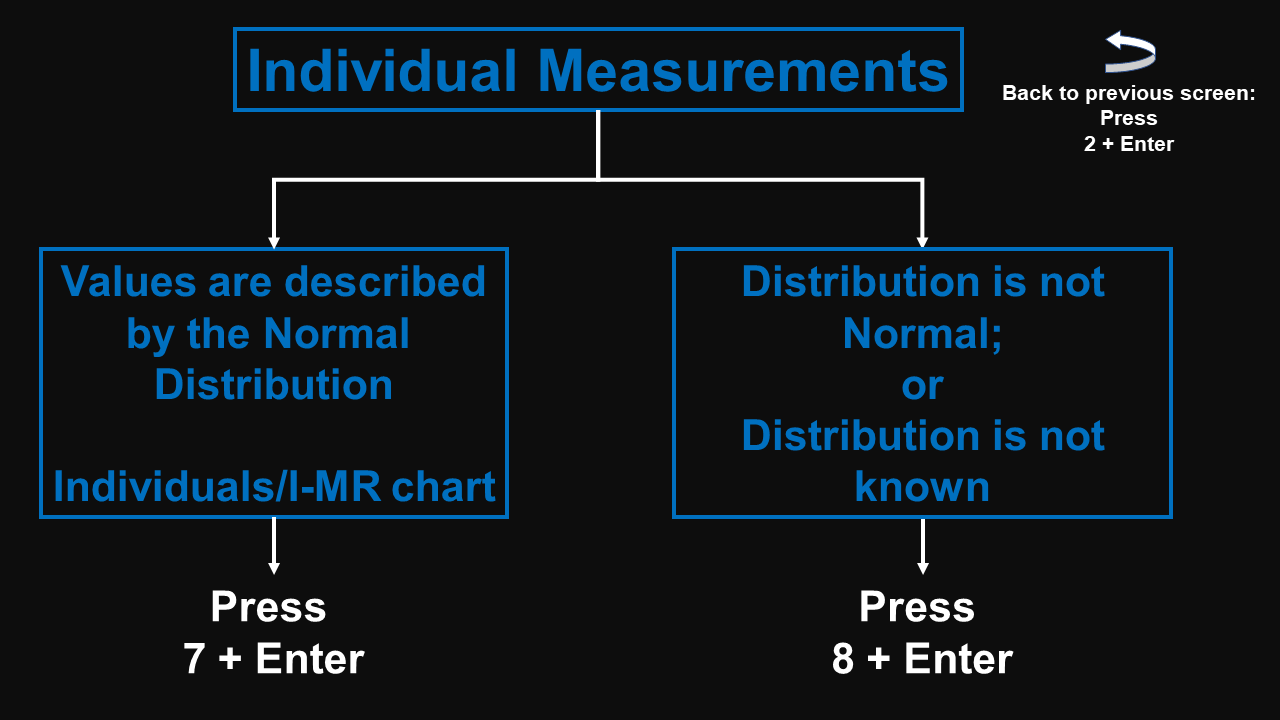 Individual Measurements
Back to previous screen:
Press
2 + Enter
Values are described
by the Normal
Distribution
Individuals/I-MR chart
Distribution is not
Normal;
or
Distribution is not
known
Press
7 + Enter
Press
8 + Enter